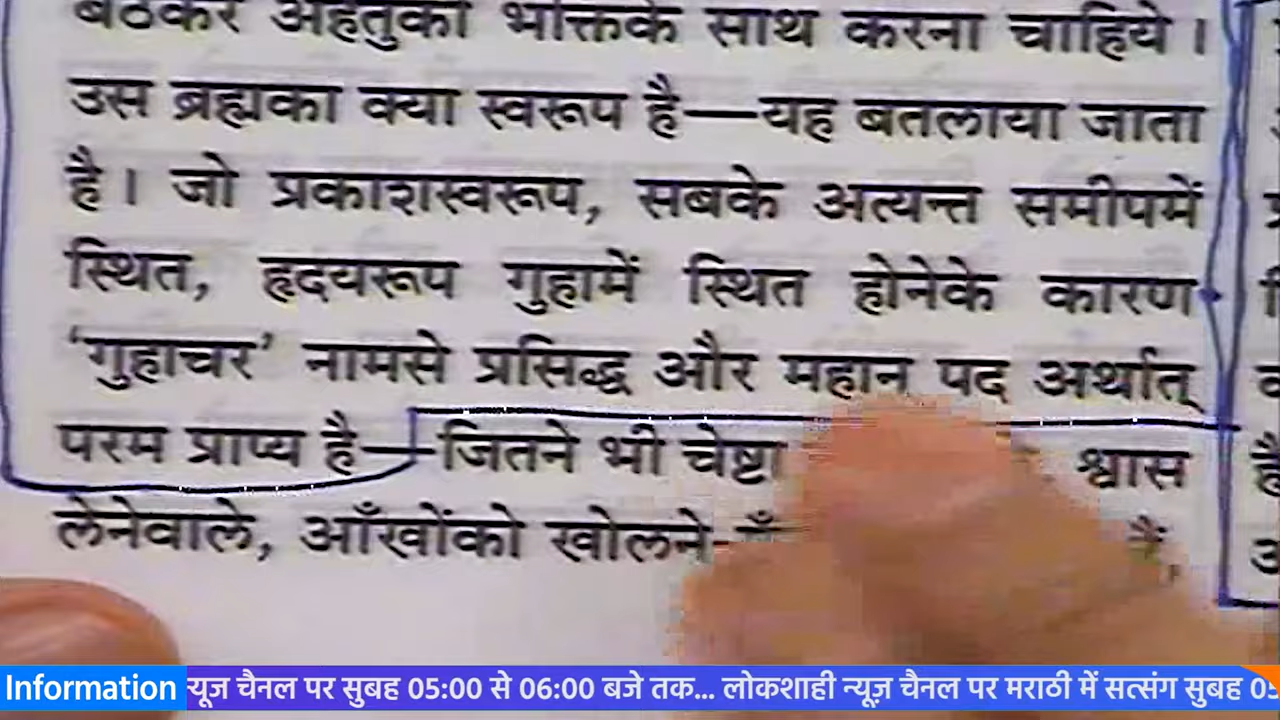 बैठकर अहैतुकी भक्तिके साथ करना चाहिये।
उस ब्रह्मका क्या स्वरूप है—यह बतलाया जाता
है। जो प्रकाशस्वरूप, सबके अत्यन्त समीपमें
स्थित, हृदयरूप गुहामें स्थित होनेके कारण
‘गुहाचर’ नामसे प्रसिद्ध और महान पद अर्थात्
परम प्राप्य है—जितने भी चेष्टा श्वास
लेनेवाले, आँखोंको खोलने-
Information न्यूज चैनल पर सुबह 05:00 से 06:00 बजे तक... लोकशाही न्यूज़ चैनल पर मराठी में सत्संग सुबह